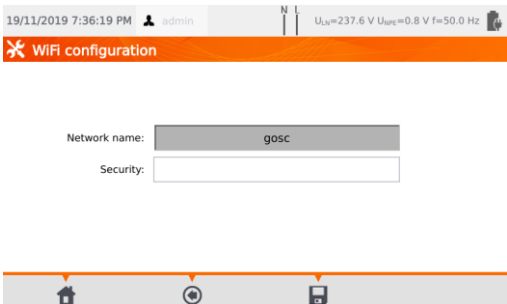 19/11/2019 7:36:19 PM admin N L ULN=237.6 V UNPE=0.8 V f=50.0 Hz
WiFi configuration
Network name: gosc
Security: